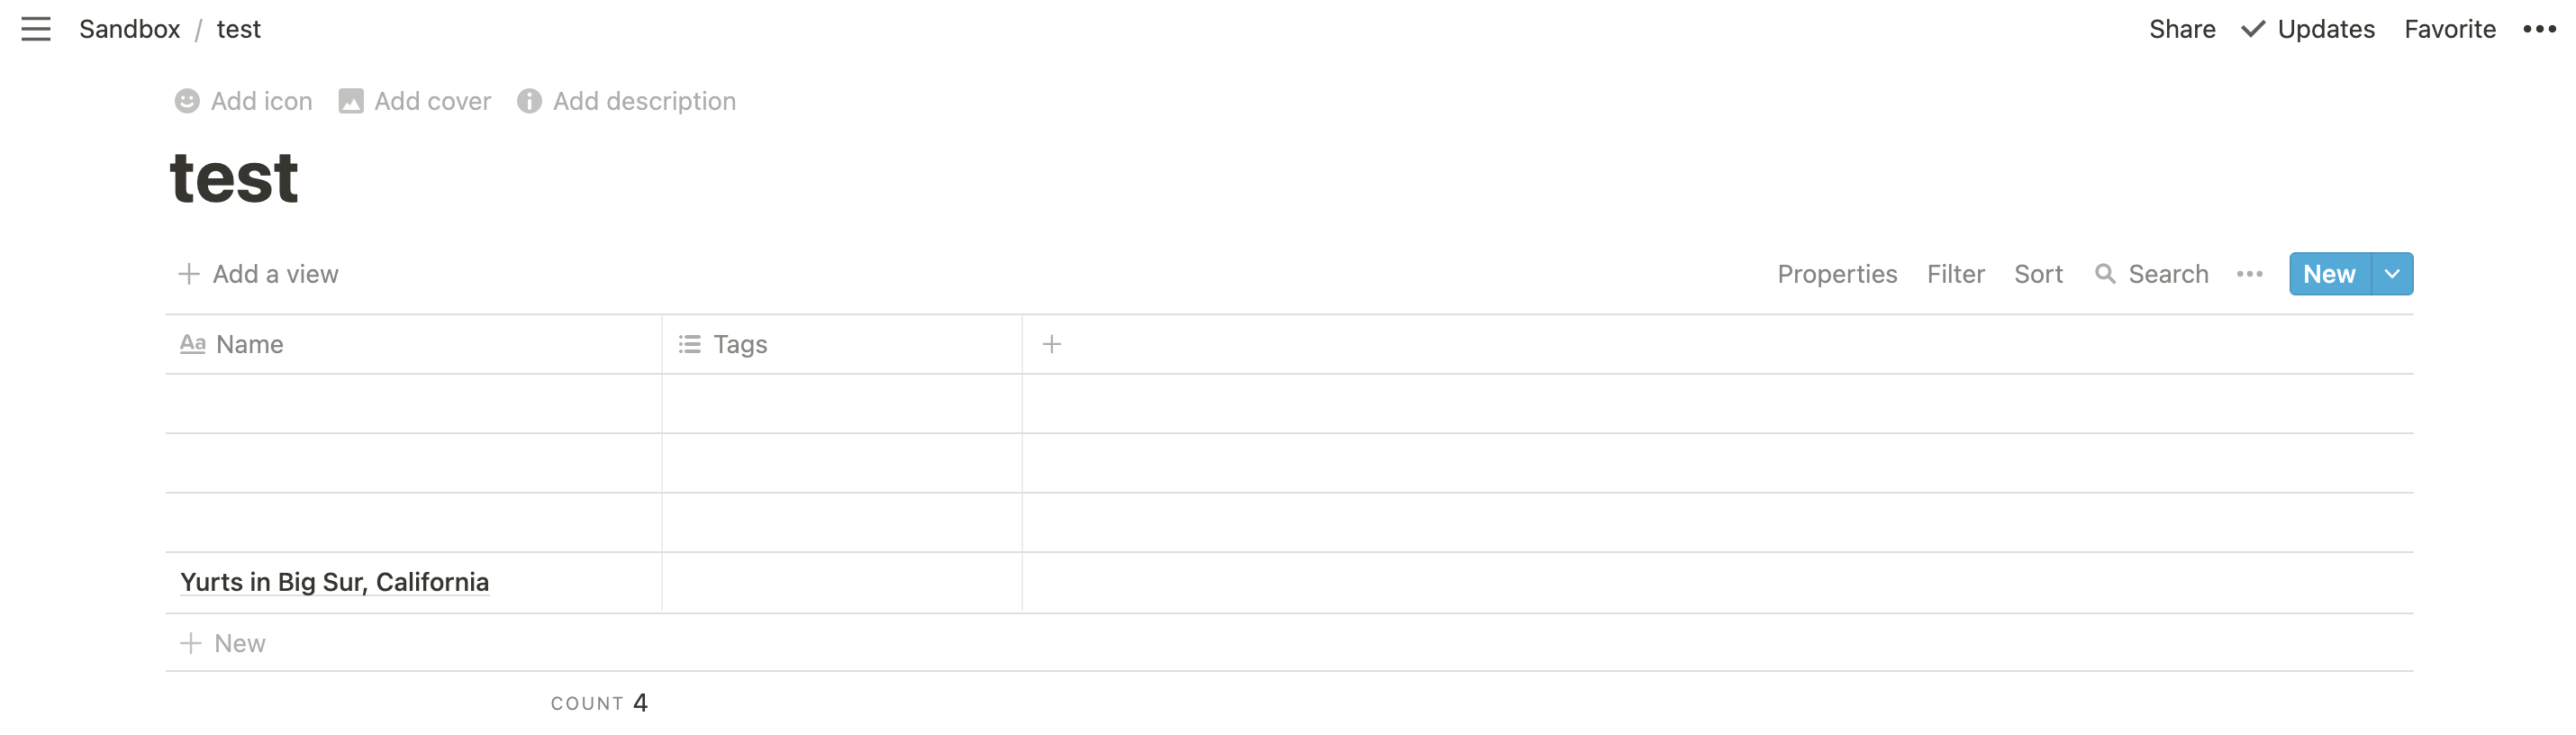 Sandbox / test Share Updates Favorite
Add icon Add cover Add description
test
Add a view Properties Filter Sort Search New
Aa Name Tags
Yurts in Big Sur, California
New
COUNT 4